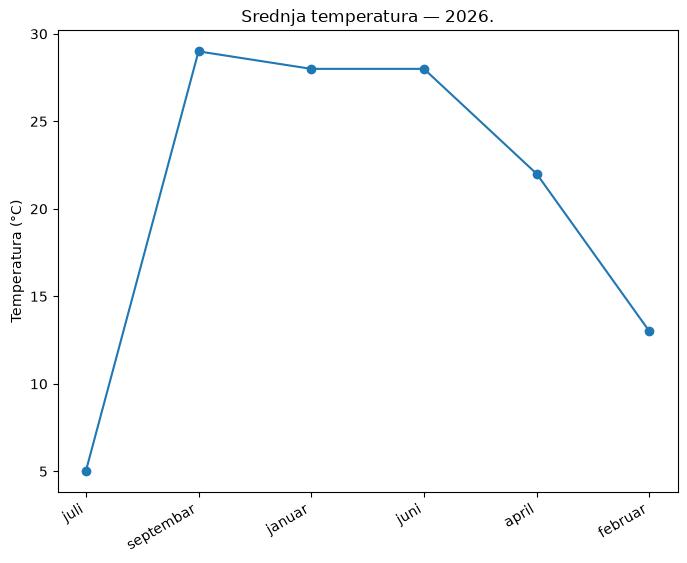 Srednja temperatura — 2026.
Temperatura (°C)
30
25
20
15
10
5
juli
septembar
januar
juni
april
februar